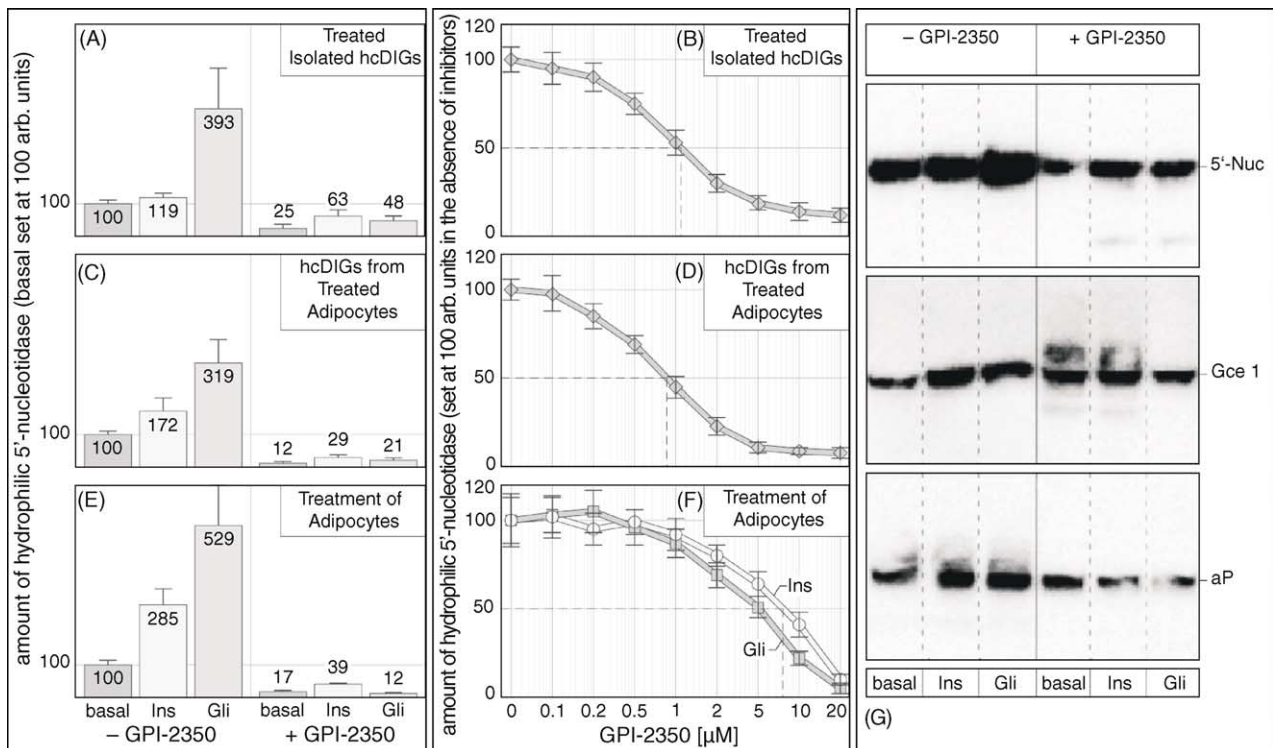 amount of hydrophilic 5'-nucleotidase (basal set at 100 arb. units)
(A)
Treated
Isolated hcDIGs
100
100
119
393
25
63
48
(C)
hcDIGs from
Treated
Adipocytes
100
100
172
319
12
29
21
(E)
Treatment of
Adipocytes
100
100
285
529
17
39
12
basal Ins Gli basal Ins Gli
– GPI-2350 + GPI-2350
amount of hydrophilic 5'-nucleotidase (set at 100 arb. units in the absence of inhibitors)
(B)
Treated
Isolated hcDIGs
120
100
50
0
(D)
hcDIGs from
Treated
Adipocytes
120
100
50
0
(F)
Treatment of
Adipocytes
120
100
50
0
Ins
Gli
0 0.1 0.2 0.5 1 2 5 10 20
GPI-2350 [µM]
– GPI-2350 + GPI-2350
5'-Nuc
Gce 1
aP
basal Ins Gli basal Ins Gli
(G)